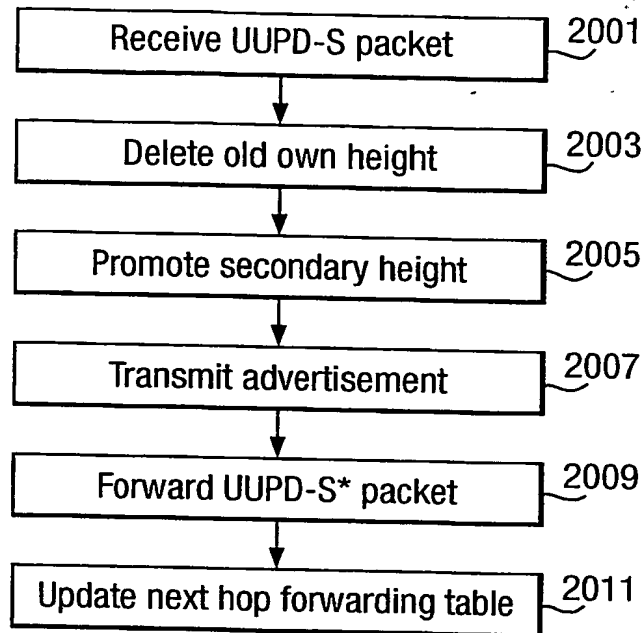 Receive UUPD-S packet 2001
Delete old own height 2003
Promote secondary height 2005
Transmit advertisement 2007
Forward UUPD-S* packet 2009
Update next hop forwarding table 2011